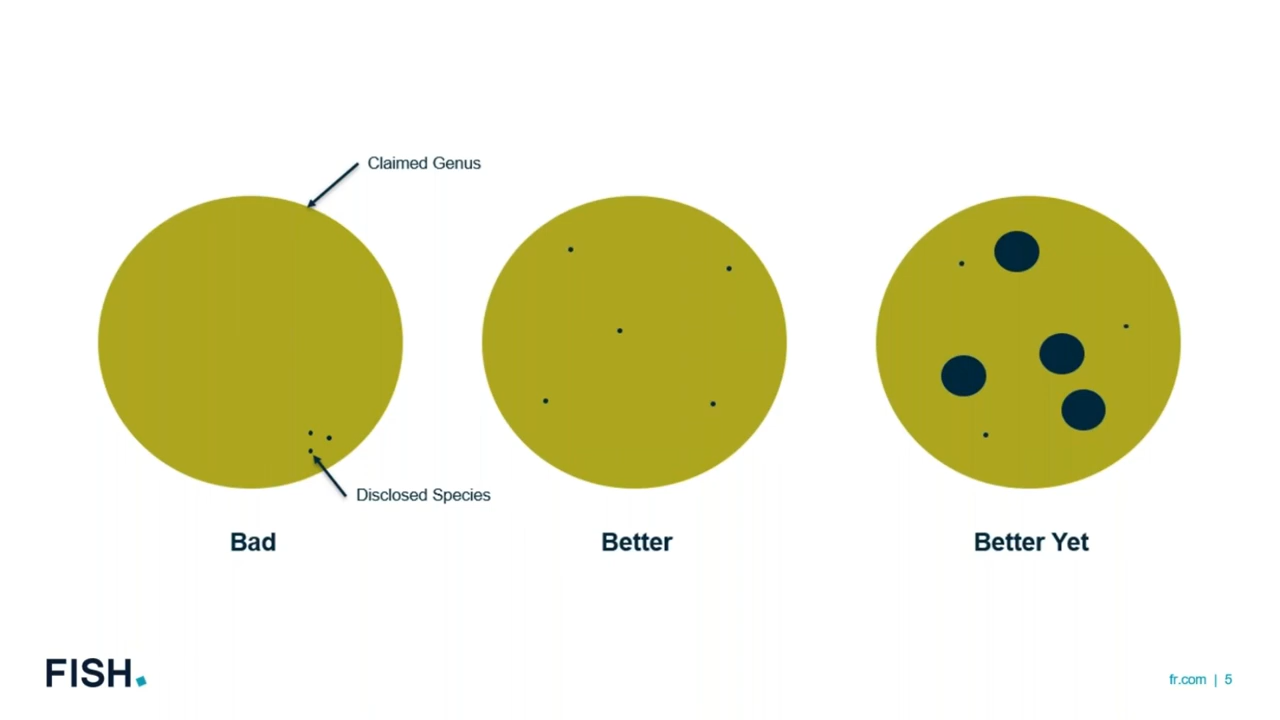 Claimed Genus
Disclosed Species
Bad
Better
Better Yet
FISH.
fr.com | 5